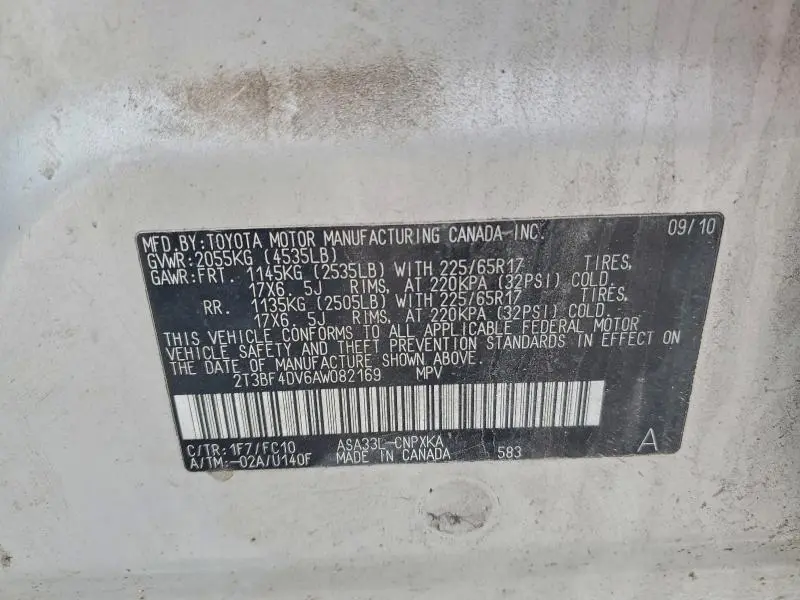 MFD.BY:TOYOTA MOTOR MANUFACTURING CANADA INC. 09/10
GVWR:2055KG (4535LB)
GAWR:FRT. 1145KG (2535LB) WITH 225/65R17 TIRES,
17X6.5J RIMS, AT 220KPA (32PSI) COLD.
RR. 1135KG (2505LB) WITH 225/65R17 TIRES,
17X6.5J RIMS, AT 220KPA (32PSI) COLD.
THIS VEHICLE CONFORMS TO ALL APPLICABLE FEDERAL MOTOR
VEHICLE SAFETY AND THEFT PREVENTION STANDARDS IN EFFECT ON
THE DATE OF MANUFACTURE SHOWN ABOVE.
2T3BF4DV6AW082169 MPV
C/TR:1F7/FC10 ASA33L-CNPXKA
A/TM:-02A/U140F MADE IN CANADA 583 A